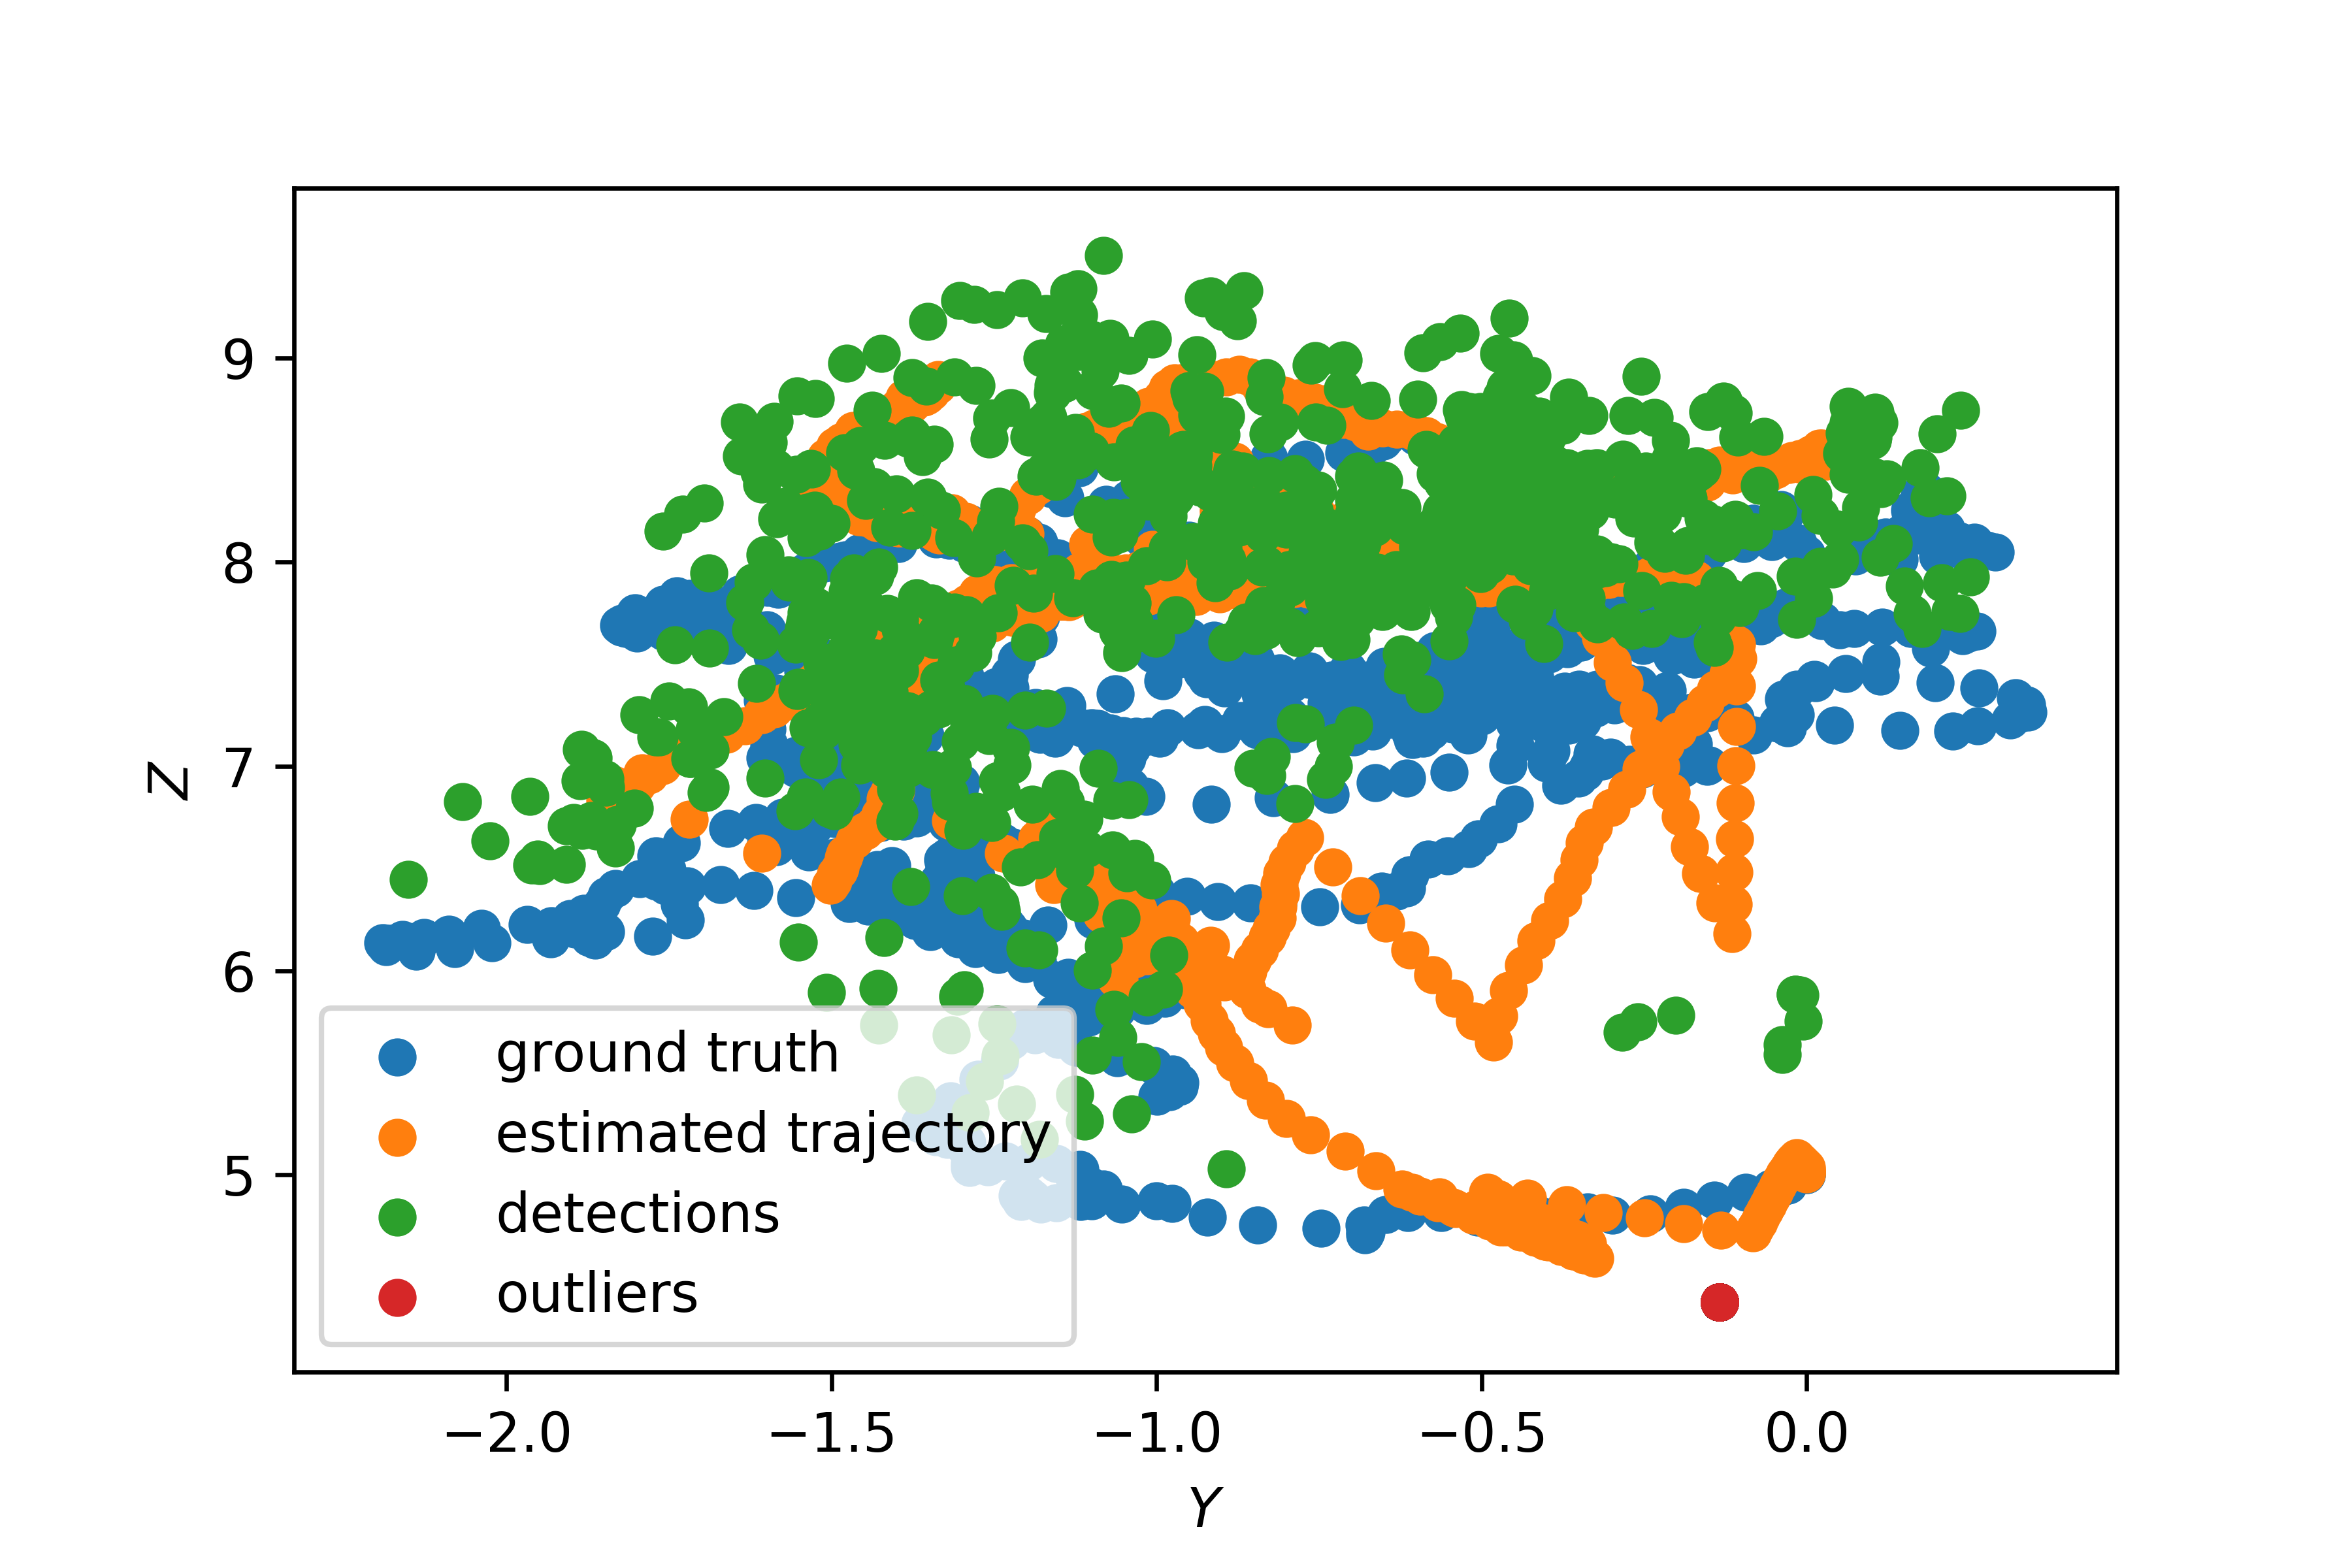 9
8
7
6
5
Z
ground truth
estimated trajectory
detections
outliers
−2.0 −1.5 −1.0 −0.5 0.0
Y